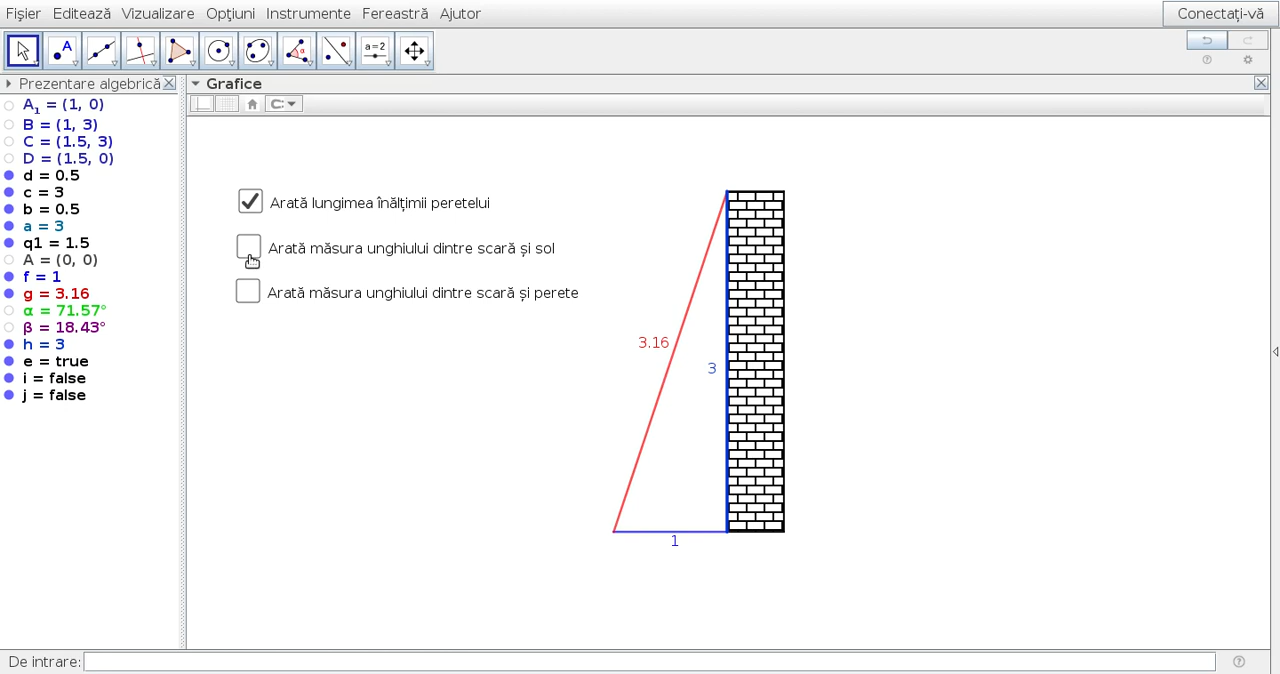 Fișier Editează Vizualizare Opțiuni Instrumente Fereastră Ajutor Conectați-vă
A α a=2
Prezentare algebrică Grafice
A₁ = (1, 0)
B = (1, 3)
C = (1.5, 3)
D = (1.5, 0)
d = 0.5
c = 3
b = 0.5
a = 3
q1 = 1.5
A = (0, 0)
f = 1
g = 3.16
α = 71.57°
β = 18.43°
h = 3
e = true
i = false
j = false
Arată lungimea înălțimii peretelui
Arată măsura unghiului dintre scară și sol
Arată măsura unghiului dintre scară și perete
3.16
3
1
De intrare: